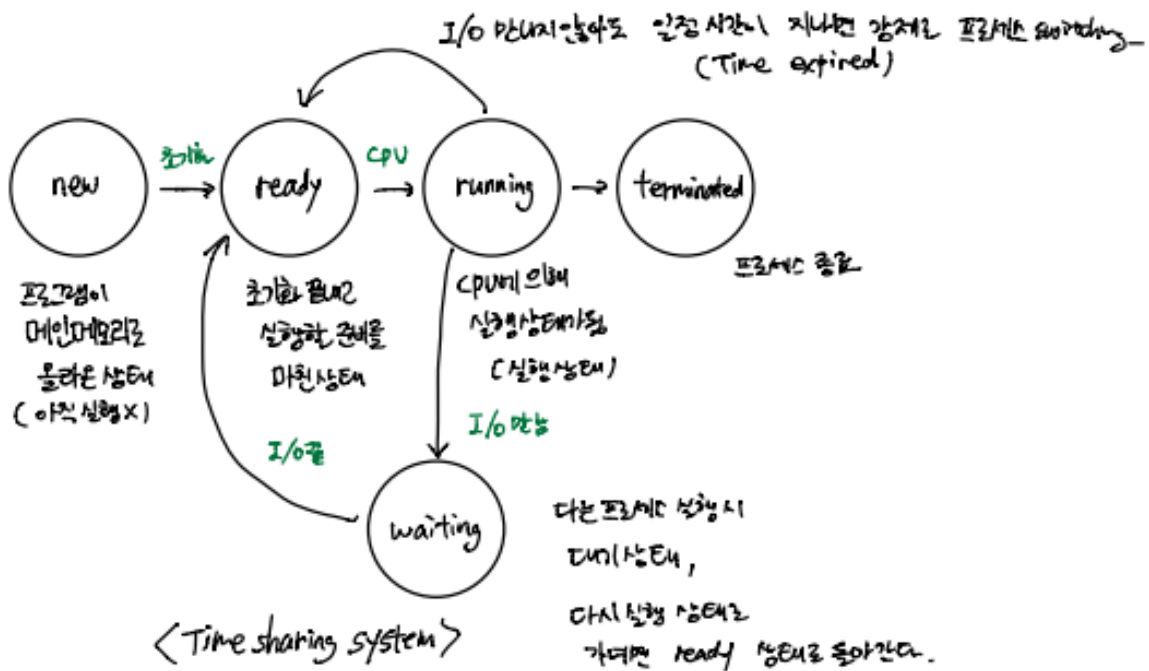 I/O 만나지않아도 일정시간이 지나면 강제로 프로세스 switching
(Time expired)
new
초기화
ready
CPU
running
terminated
프로그램이
메인메모리로
올라온 상태
(아직 실행X)
초기화 끝내고
실행할 준비를
마친상태
CPU에 의해
실행상태가됨
(실행상태)
프로세스 종료
I/O 만남
I/O끝
waiting
다른프로세스 실행시
대기상태,
다시 실행 상태로
가려면 ready 상태로 돌아간다.
<Time sharing system>